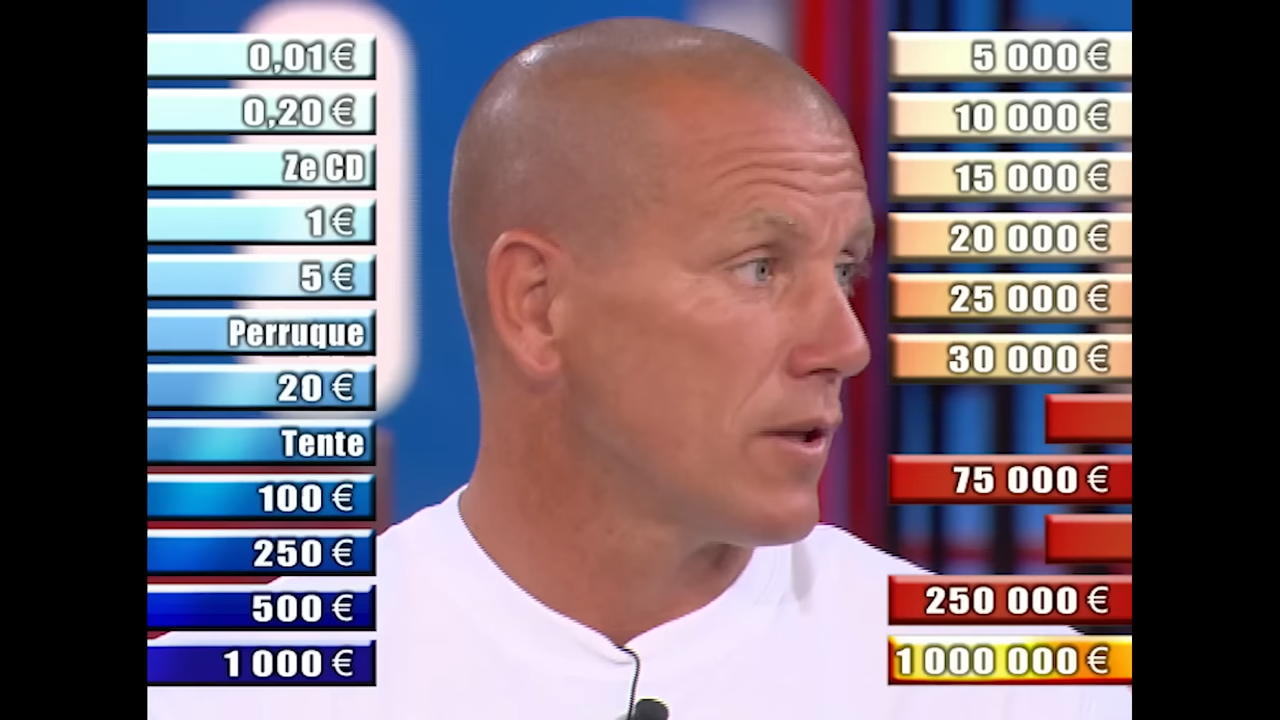 0,01 €
0,20 €
Ze CD
1 €
5 €
Perruque
20 €
Tente
100 €
250 €
500 €
1 000 €
5 000 €
10 000 €
15 000 €
20 000 €
25 000 €
30 000 €
75 000 €
250 000 €
1 000 000 €